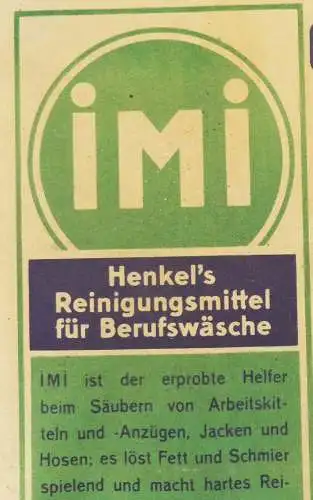 iMi
Henkel's
Reinigungsmittel
für Berufswäsche
iMi ist der erprobte Helfer
beim Säubern von Arbeitskit-
teln und -Anzügen, Jacken und
Hosen; es löst Fett und Schmier
spielend und macht hartes Rei-